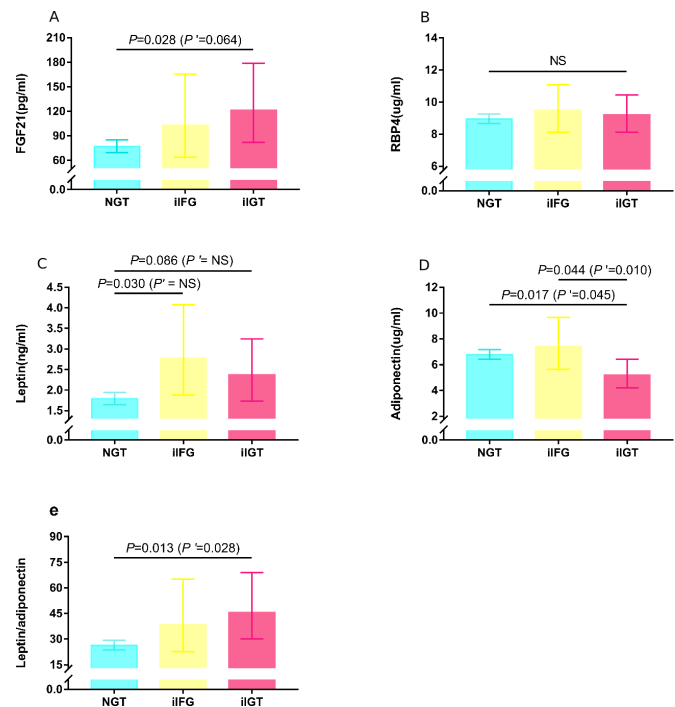 A
P=0.028 (P '=0.064)
FGF21(pg/ml)
210
180
150
120
90
60
0.0
NGT iIFG iIGT
B
NS
RBP4(ug/ml)
14
12
10
8
6
0.0
NGT iIFG iIGT
C
P=0.086 (P '= NS)
P=0.030 (P' = NS)
Leptin(ng/ml)
4.5
4.0
3.5
3.0
2.5
2.0
1.5
0.0
NGT iIFG iIGT
D
P=0.044 (P '=0.010)
P=0.017 (P '=0.045)
Adiponectin(ug/ml)
12
10
8
6
4
2
0.0
NGT iIFG iIGT
e
P=0.013 (P '=0.028)
Leptin/adiponectin
90
75
60
45
30
15
0.0
NGT iIFG iIGT